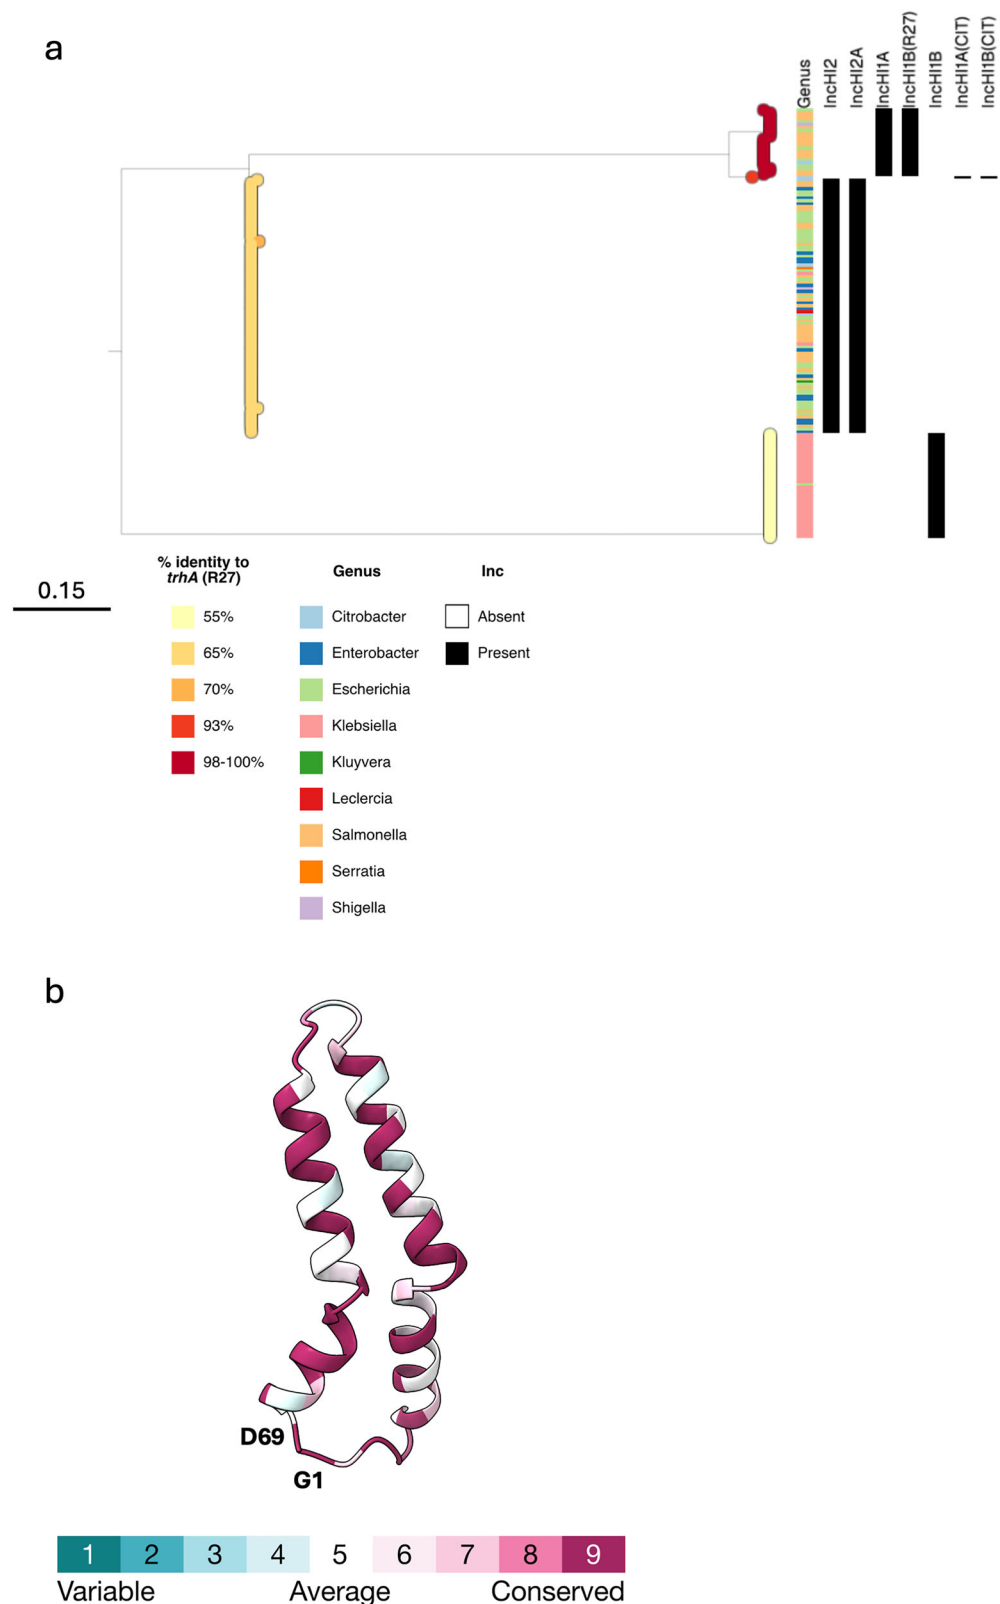 a
Genus
IncHI2
IncHI2A
IncHI1A
IncHI1B(R27)
IncHI1B
IncHI1A(CIT)
IncHI1B(CIT)
0.15
% identity to
trhA (R27)
55%
65%
70%
93%
98-100%
Genus
Citrobacter
Enterobacter
Escherichia
Klebsiella
Kluyvera
Leclercia
Salmonella
Serratia
Shigella
Inc
Absent
Present
b
D69
G1
1 2 3 4 5 6 7 8 9
Variable Average Conserved